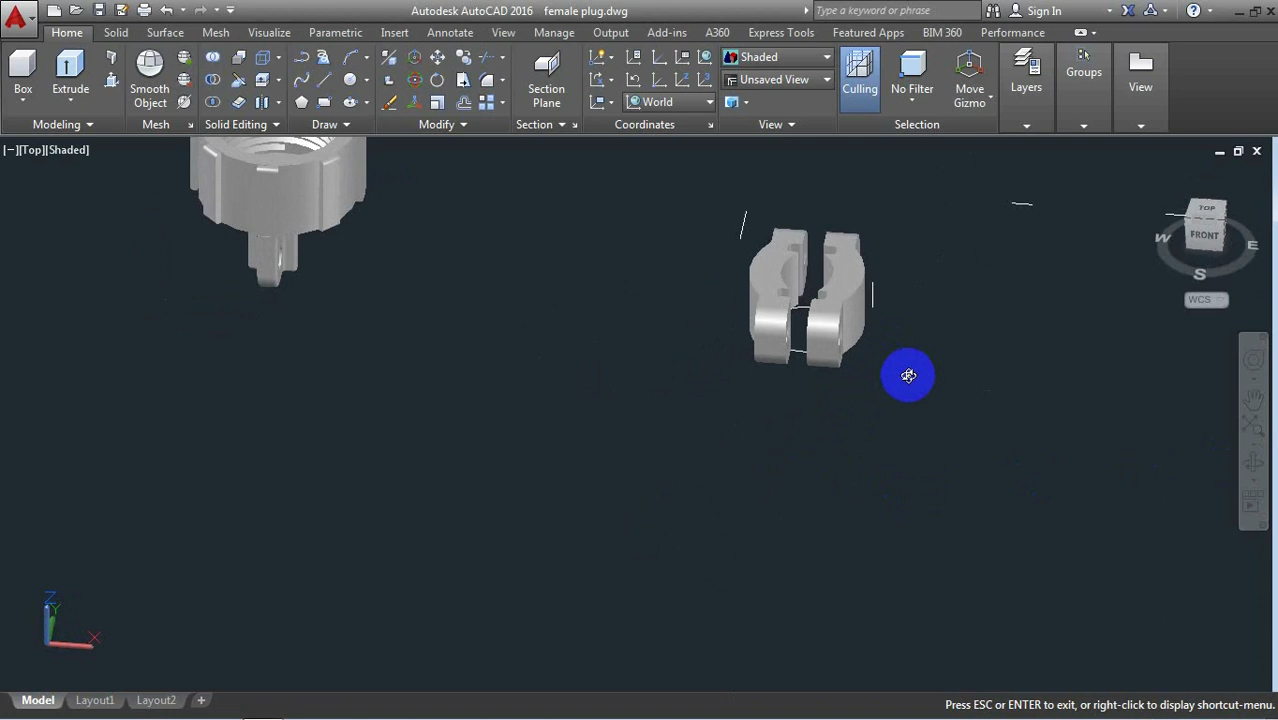 Autodesk AutoCAD 2016 female plug.dwg
Type a keyword or phrase
Sign In
Home Solid Surface Mesh Visualize Parametric Insert Annotate View Manage Output Add-ins A360 Express Tools Featured Apps BIM 360 Performance
Box
Extrude
Smooth Object
Section Plane
World
Shaded
Unsaved View
Culling
No Filter
Move Gizmo
Layers
Groups
View
Modeling Mesh Solid Editing Draw Modify Section Coordinates View Selection
[−][Top][Shaded]
TOP
FRONT
W
E
S
WCS
Z
Y
X
Model Layout1 Layout2
Press ESC or ENTER to exit, or right-click to display shortcut-menu.